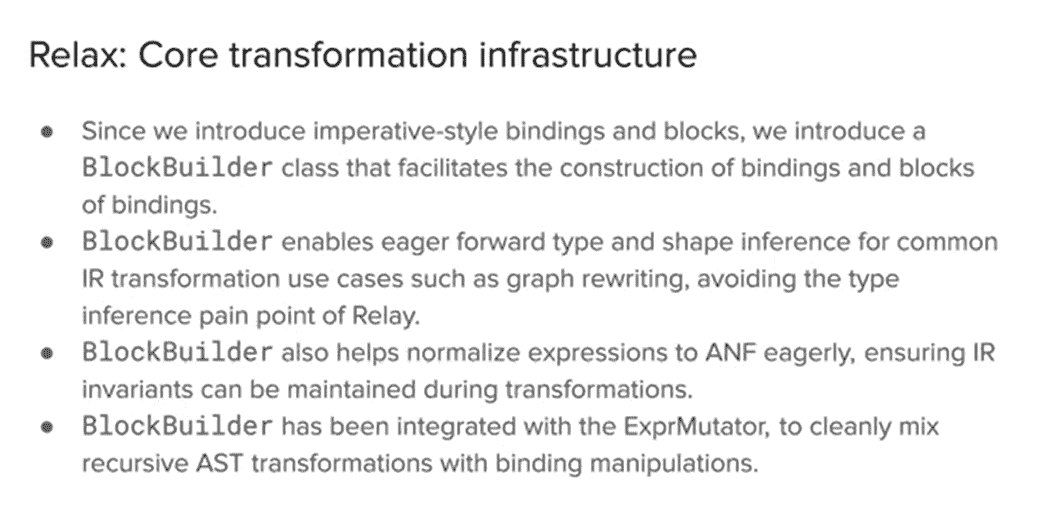 Relax: Core transformation infrastructure
● Since we introduce imperative-style bindings and blocks, we introduce a
BlockBuilder class that facilitates the construction of bindings and blocks
of bindings.
● BlockBuilder enables eager forward type and shape inference for common
IR transformation use cases such as graph rewriting, avoiding the type
inference pain point of Relay.
● BlockBuilder also helps normalize expressions to ANF eagerly, ensuring IR
invariants can be maintained during transformations.
● BlockBuilder has been integrated with the ExprMutator, to cleanly mix
recursive AST transformations with binding manipulations.